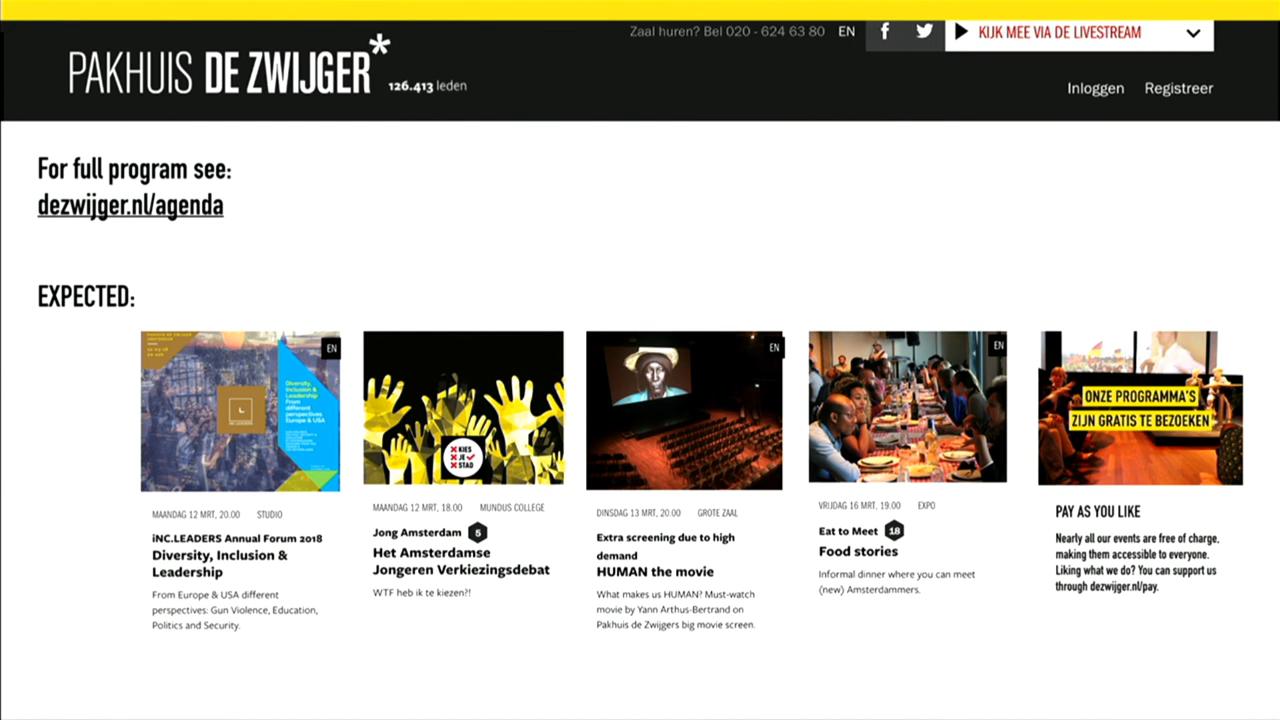 Zaal huren? Bel 020 - 624 63 80 EN
KIJK MEE VIA DE LIVESTREAM
PAKHUIS DE ZWIJGER*
126.413 leden
Inloggen Registreer
For full program see:
dezwijger.nl/agenda
EXPECTED:
EN
Diversity,
Inclusion &
Leadership
From
different
perspectives
Europe & USA
MAANDAG 12 MRT, 20.00 STUDIO
iNC.LEADERS Annual Forum 2018
Diversity, Inclusion &
Leadership
From Europe & USA different
perspectives: Gun Violence, Education,
Politics and Security.
KIES
JE
STAD
MAANDAG 12 MRT, 18.00 MUNDUS COLLEGE
Jong Amsterdam 5
Het Amsterdamse
Jongeren Verkiezingsdebat
WTF heb ik te kiezen?!
EN
DINSDAG 13 MRT, 20.00 GROTE ZAAL
Extra screening due to high
demand
HUMAN the movie
What makes us HUMAN? Must-watch
movie by Yann Arthus-Bertrand on
Pakhuis de Zwijgers big movie screen.
EN
VRIJDAG 16 MRT, 19.00 EXPO
Eat to Meet 18
Food stories
Informal dinner where you can meet
(new) Amsterdammers.
ONZE PROGRAMMA'S
ZIJN GRATIS TE BEZOEKEN
PAY AS YOU LIKE
Nearly all our events are free of charge,
making them accessible to everyone.
Liking what we do? You can support us
through dezwijger.nl/pay.